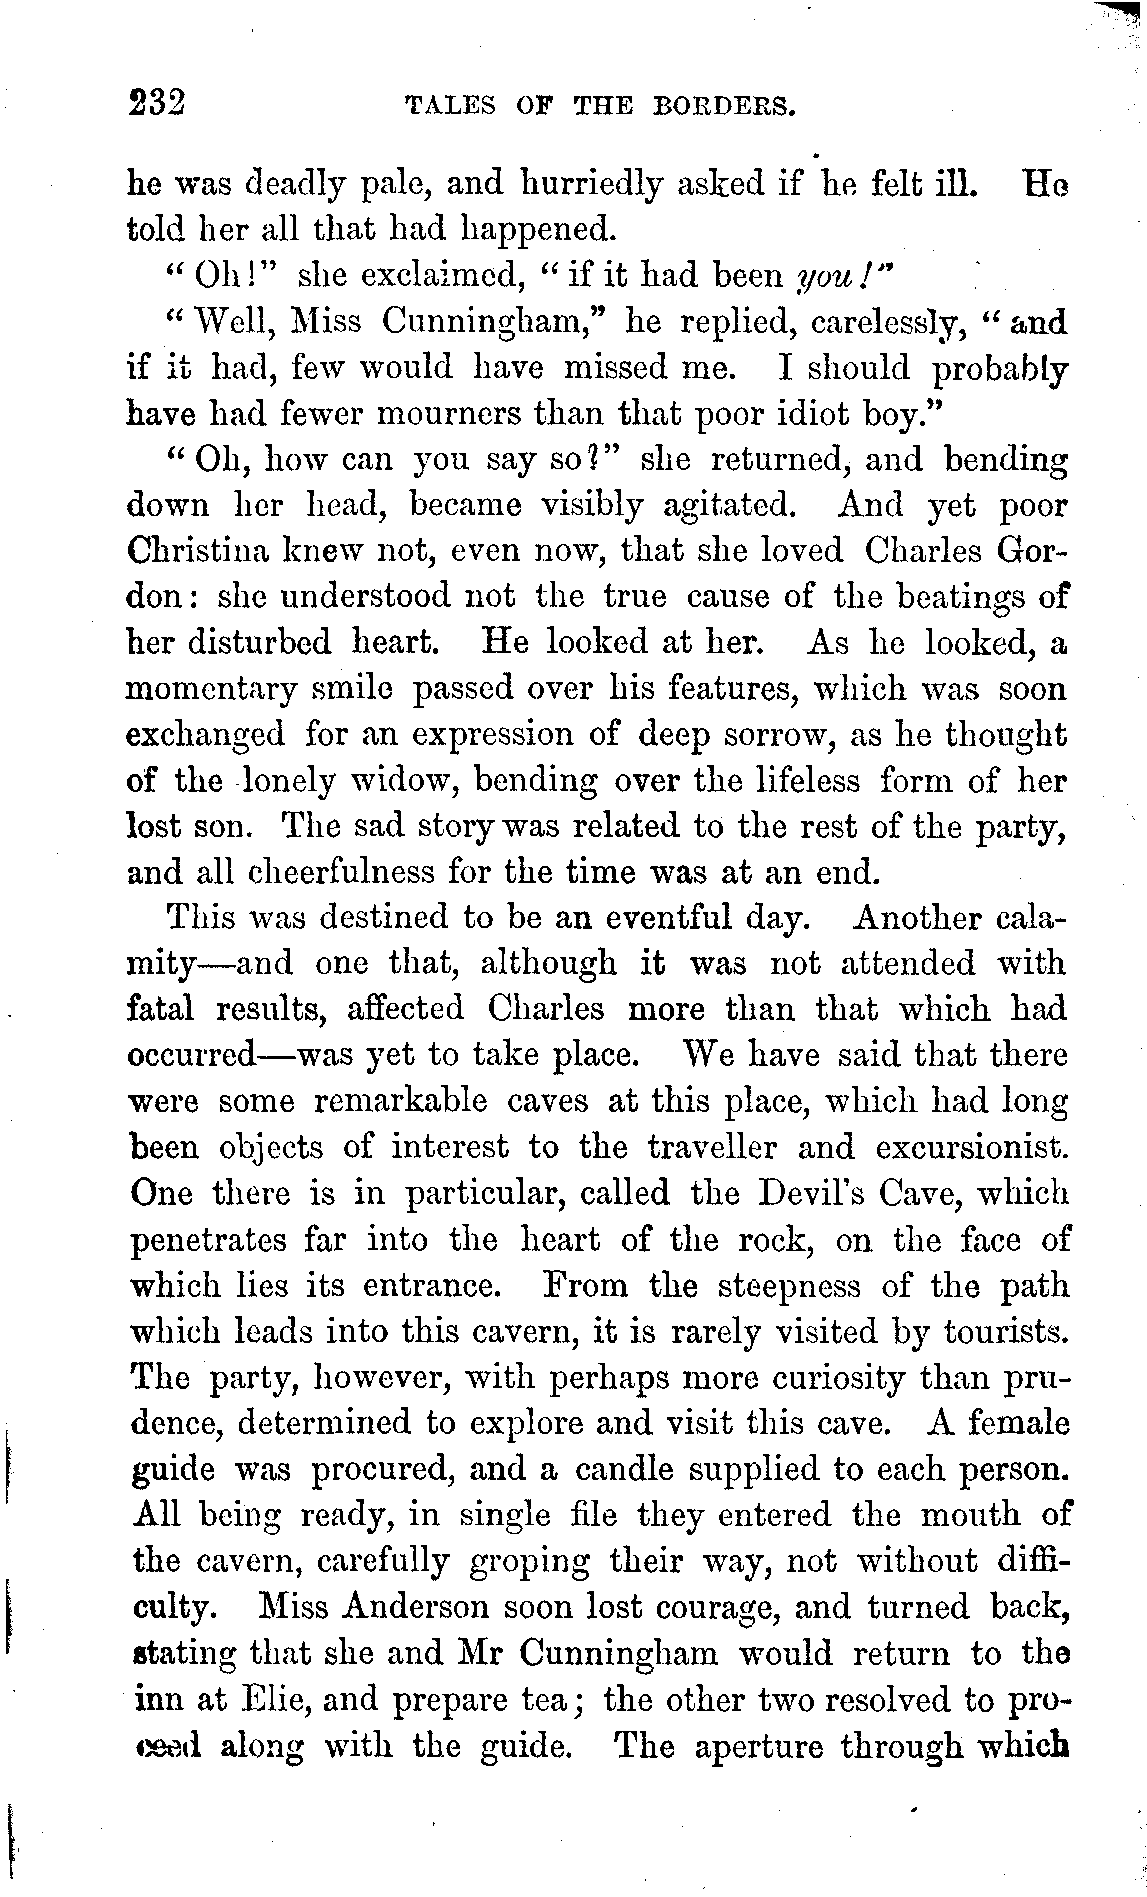 232 TALES OF THE BORDERS.
he was deadly pale, and hurriedly asked if he felt ill. He
told her all that had happened.
"Oh!" she exclaimed, "if it had been you!"
"Well, Miss Cunningham," he replied, carelessly, "and
if it had, few would have missed me. I should probably
have had fewer mourners than that poor idiot boy."
"Oh, how can you say so?" she returned, and bending
down her head, became visibly agitated. And yet poor
Christina knew not, even now, that she loved Charles Gor-
don: she understood not the true cause of the beatings of
her disturbed heart. He looked at her. As he looked, a
momentary smile passed over his features, which was soon
exchanged for an expression of deep sorrow, as he thought
of the lonely widow, bending over the lifeless form of her
lost son. The sad story was related to the rest of the party,
and all cheerfulness for the time was at an end.
This was destined to be an eventful day. Another cala-
mity—and one that, although it was not attended with
fatal results, affected Charles more than that which had
occurred—was yet to take place. We have said that there
were some remarkable caves at this place, which had long
been objects of interest to the traveller and excursionist.
One there is in particular, called the Devil's Cave, which
penetrates far into the heart of the rock, on the face of
which lies its entrance. From the steepness of the path
which leads into this cavern, it is rarely visited by tourists.
The party, however, with perhaps more curiosity than pru-
dence, determined to explore and visit this cave. A female
guide was procured, and a candle supplied to each person.
All being ready, in single file they entered the mouth of
the cavern, carefully groping their way, not without diffi-
culty. Miss Anderson soon lost courage, and turned back,
stating that she and Mr Cunningham would return to the
inn at Elie, and prepare tea; the other two resolved to pro-
ceed along with the guide. The aperture through which